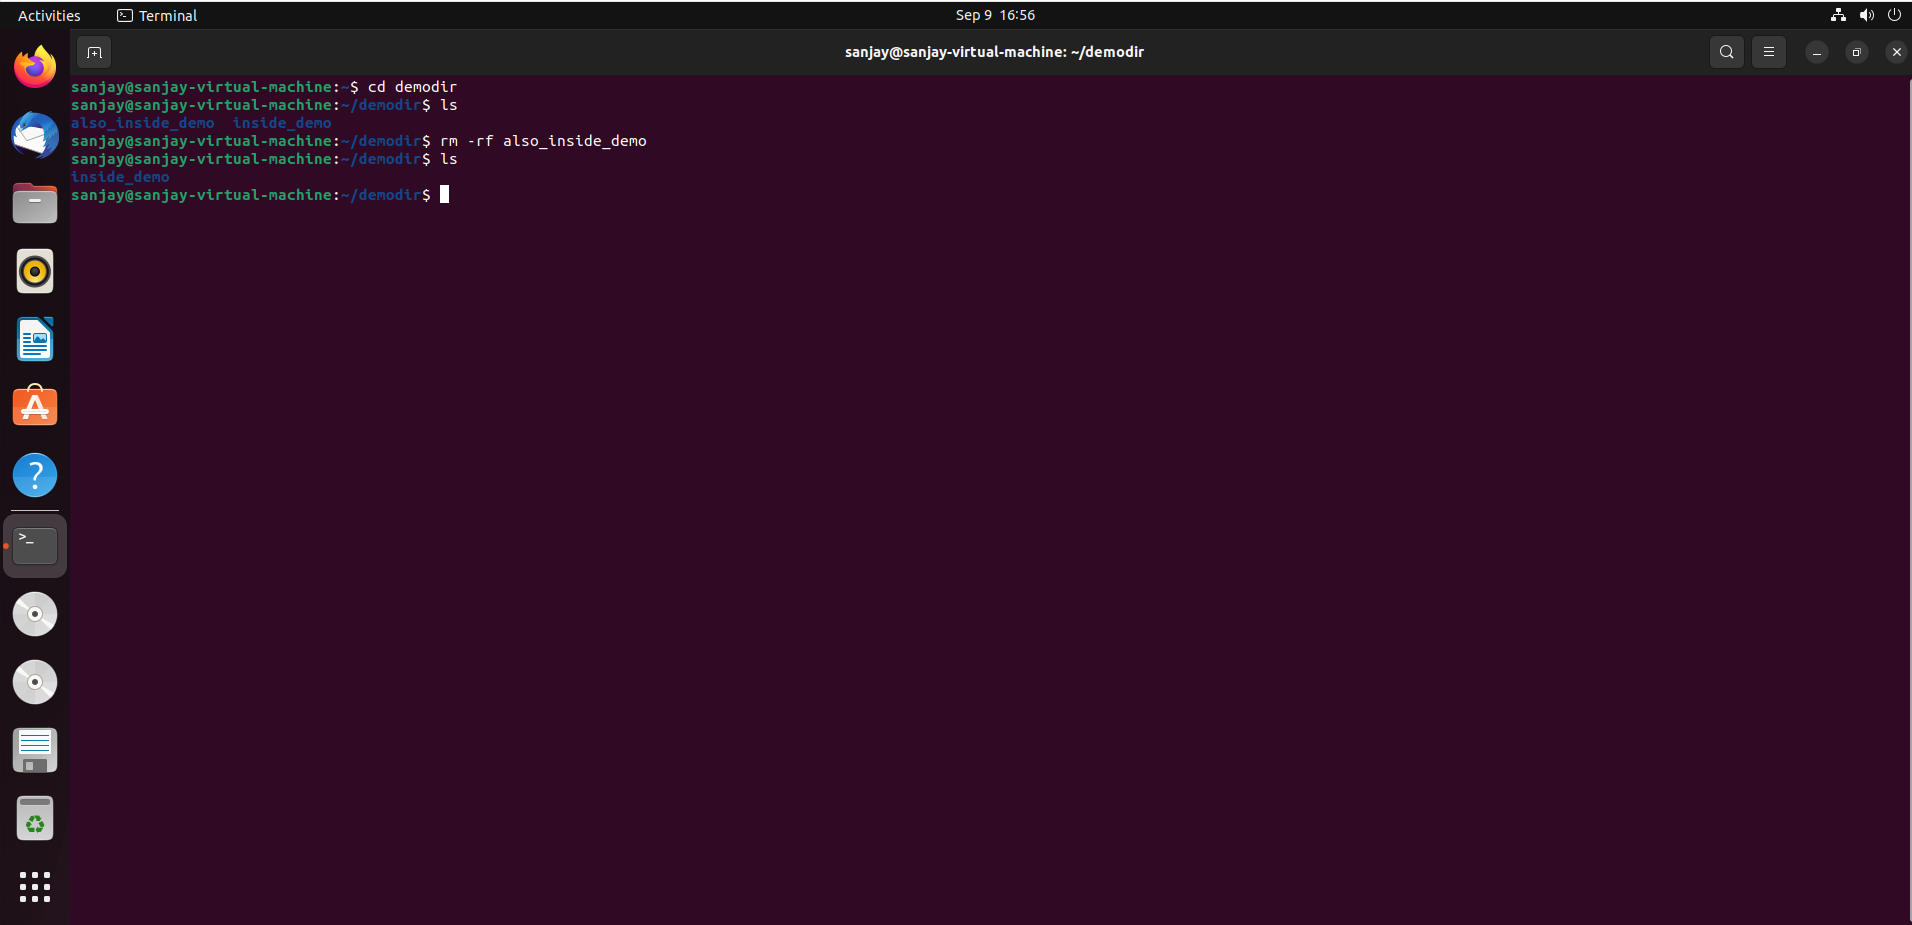 Activities Terminal Sep 9 16:56
sanjay@sanjay-virtual-machine: ~/demodir
sanjay@sanjay-virtual-machine:~$ cd demodir
sanjay@sanjay-virtual-machine:~/demodir$ ls
also_inside_demo  inside_demo
sanjay@sanjay-virtual-machine:~/demodir$ rm -rf also_inside_demo
sanjay@sanjay-virtual-machine:~/demodir$ ls
inside_demo
sanjay@sanjay-virtual-machine:~/demodir$